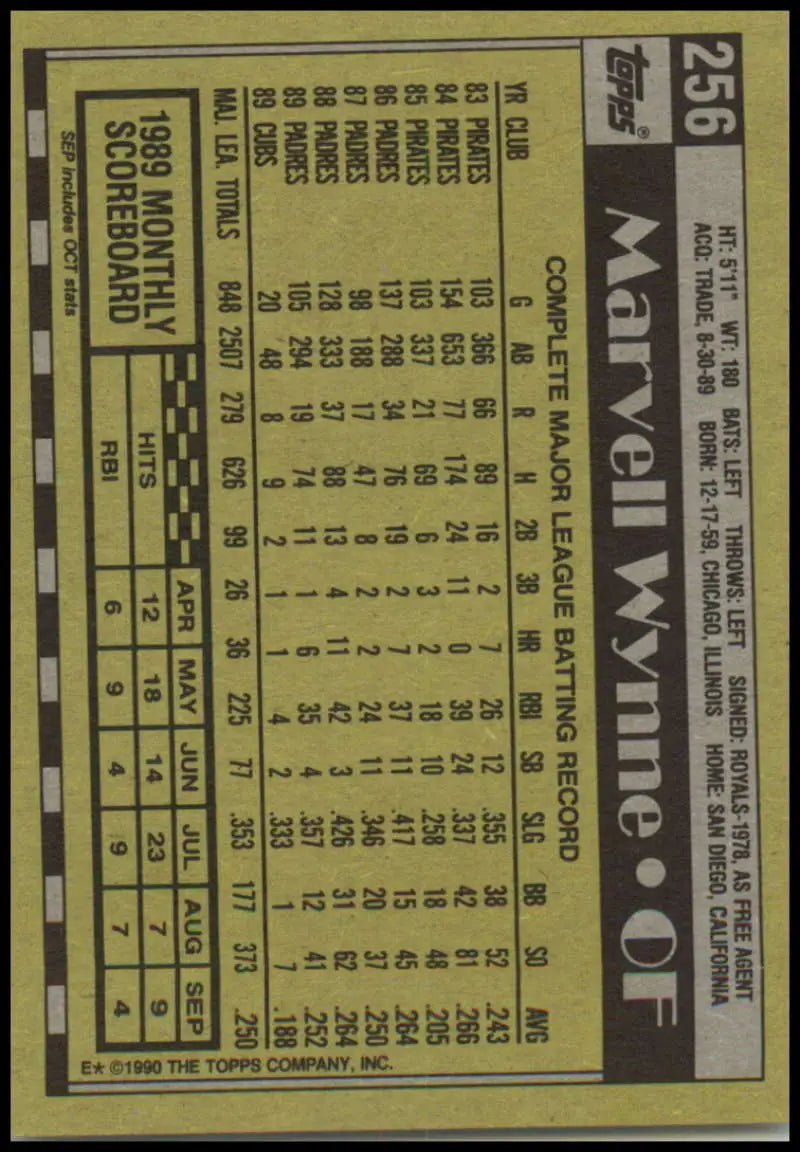 256
HT: 5'11" WT: 180 BATS: LEFT THROWS: LEFT SIGNED: ROYALS-1978, AS FREE AGENT
ACQ: TRADE, 8-30-89 BORN: 12-17-59, CHICAGO, ILLINOIS HOME: SAN DIEGO, CALIFORNIA
topps®
Marvell Wynne • OF
COMPLETE MAJOR LEAGUE BATTING RECORD
YR CLUB G AB R H 2B 3B HR RBI SB SLG BB SO AVG
83 PIRATES 103 366 66 89 16 2 7 26 12 .355 38 52 .243
84 PIRATES 154 653 77 174 24 11 0 39 24 .337 42 81 .266
85 PIRATES 103 337 21 69 6 3 2 18 10 .258 18 48 .205
86 PADRES 137 288 34 76 19 2 7 37 11 .417 15 45 .264
87 PADRES 98 188 17 47 8 2 2 24 11 .346 20 37 .250
88 PADRES 128 333 37 88 13 4 11 42 3 .426 31 62 .264
89 PADRES 105 294 19 74 11 1 6 35 4 .357 12 41 .252
89 CUBS 20 48 8 9 2 1 1 4 2 .333 1 7 .188
MAJ. LEA. TOTALS 848 2507 279 626 99 26 36 225 77 .353 177 373 .250
1989 MONTHLY
SCOREBOARD
APR MAY JUN JUL AUG SEP
HITS 12 18 14 23 7 9
RBI 6 9 4 9 7 4
SEP includes OCT stats
E* ©1990 THE TOPPS COMPANY, INC.